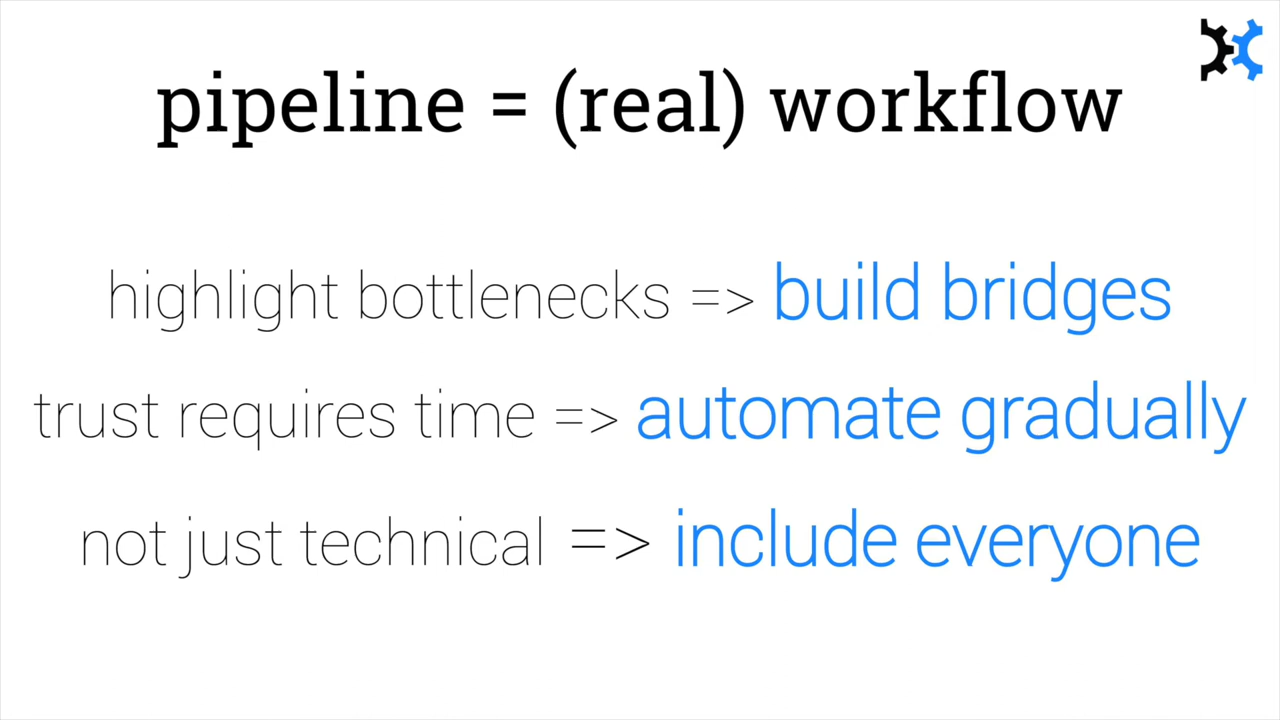 pipeline = (real) workflow
highlight bottlenecks => build bridges
trust requires time => automate gradually
not just technical => include everyone